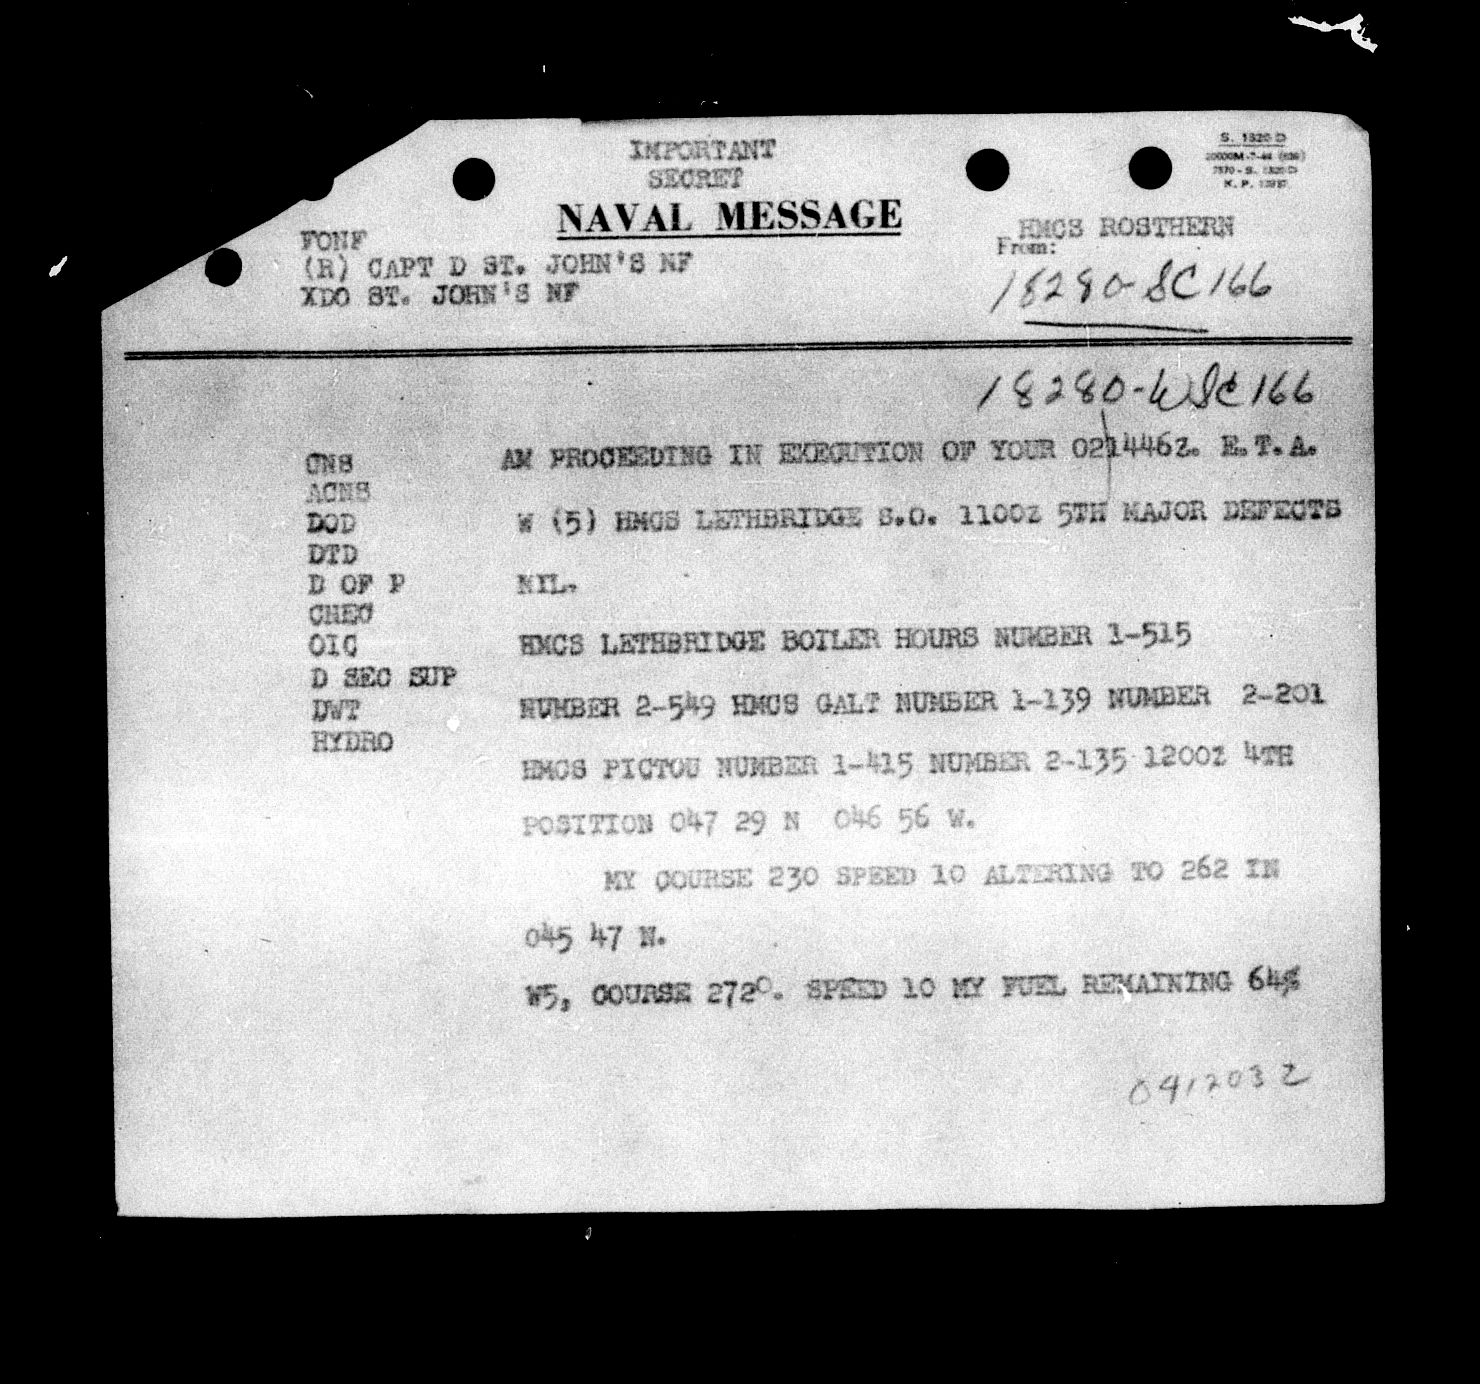 IMPORTANT
SECRET
NAVAL MESSAGE
S. 1320 D
FONF
(R) CAPT D ST. JOHN'S NF
XDO ST. JOHN'S NF
HMCS ROSTHERN
From:
18280-SC166
18280-WSC166
CNS
ACNS
DOD
DTD
D OF P
CNEC
OIC
D SEC SUP
DWT
HYDRO
AM PROCEEDING IN EXECUTION OF YOUR 021446Z. E.T.A.
W (5) HMCS LETHBRIDGE S.O. 1100Z 5TH MAJOR DEFECTS
NIL.
HMCS LETHBRIDGE BOILER HOURS NUMBER 1-515
NUMBER 2-549 HMCS GALT NUMBER 1-139 NUMBER 2-201
HMCS PICTOU NUMBER 1-415 NUMBER 2-135 1200Z 4TH
POSITION 047 29 N 046 56 W.
MY COURSE 230 SPEED 10 ALTERING TO 262 IN
045 47 N.
W5, COURSE 272°. SPEED 10 MY FUEL REMAINING 64%
041203Z